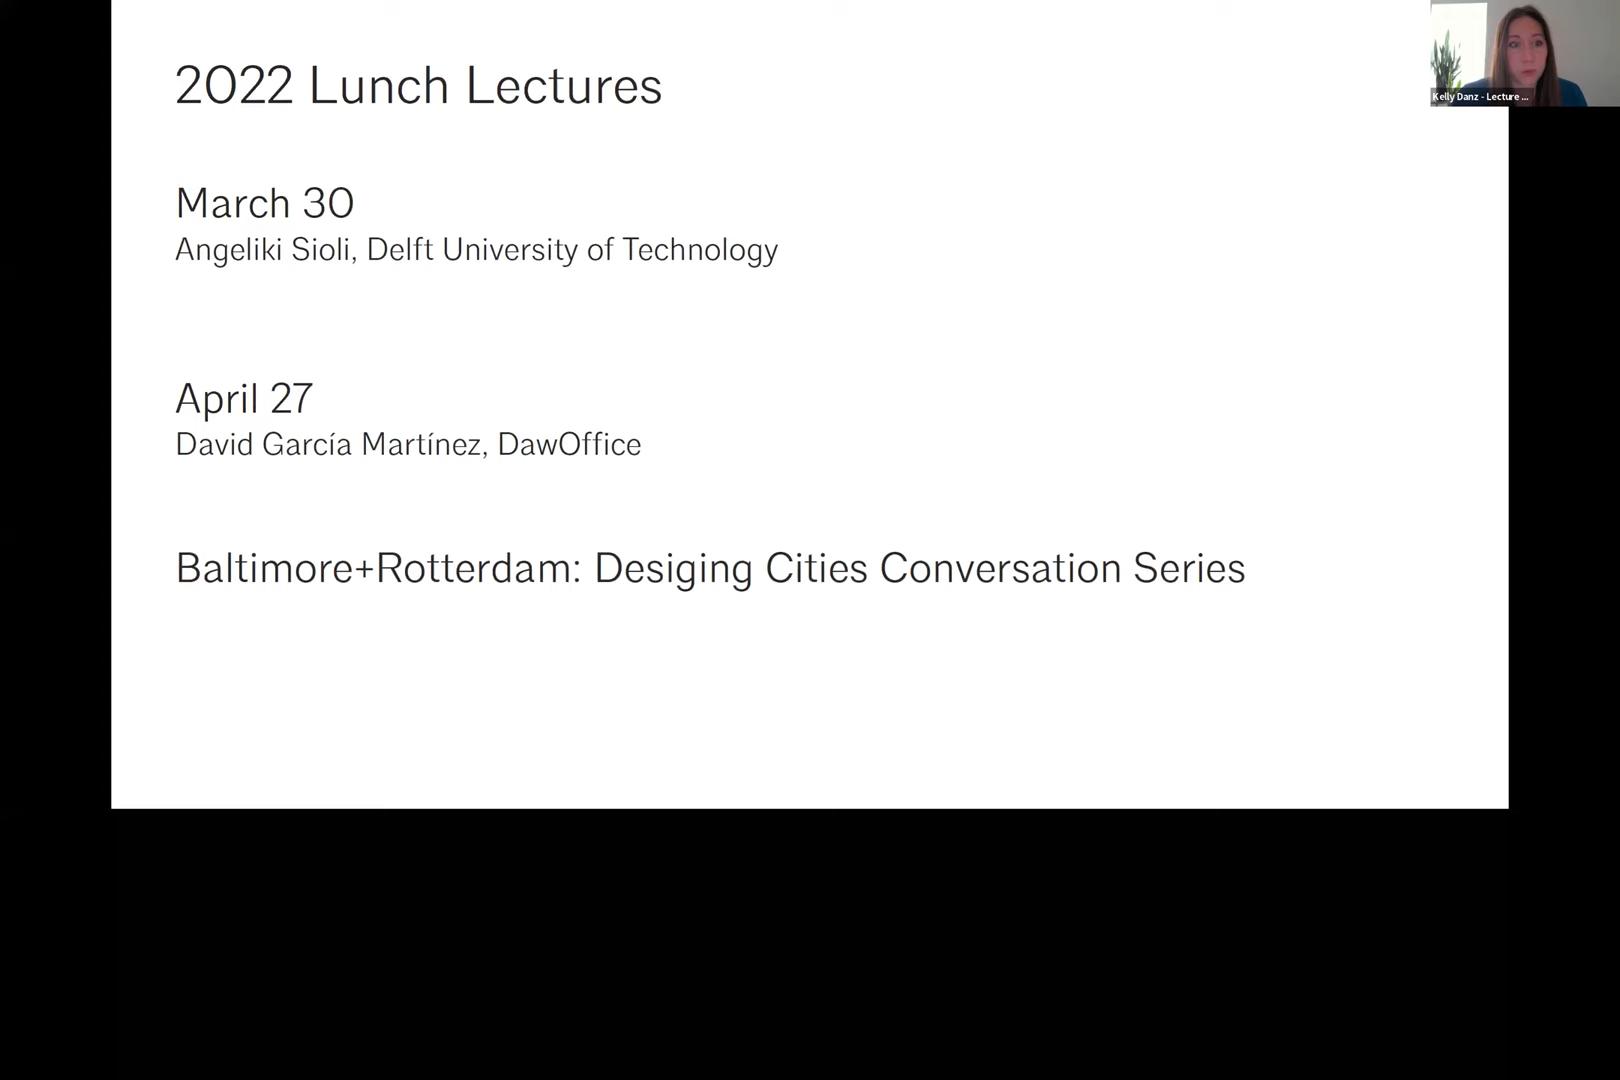 2022 Lunch Lectures
Kelly Danz - Lecture ...
March 30
Angeliki Sioli, Delft University of Technology
April 27
David García Martínez, DawOffice
Baltimore+Rotterdam: Desiging Cities Conversation Series